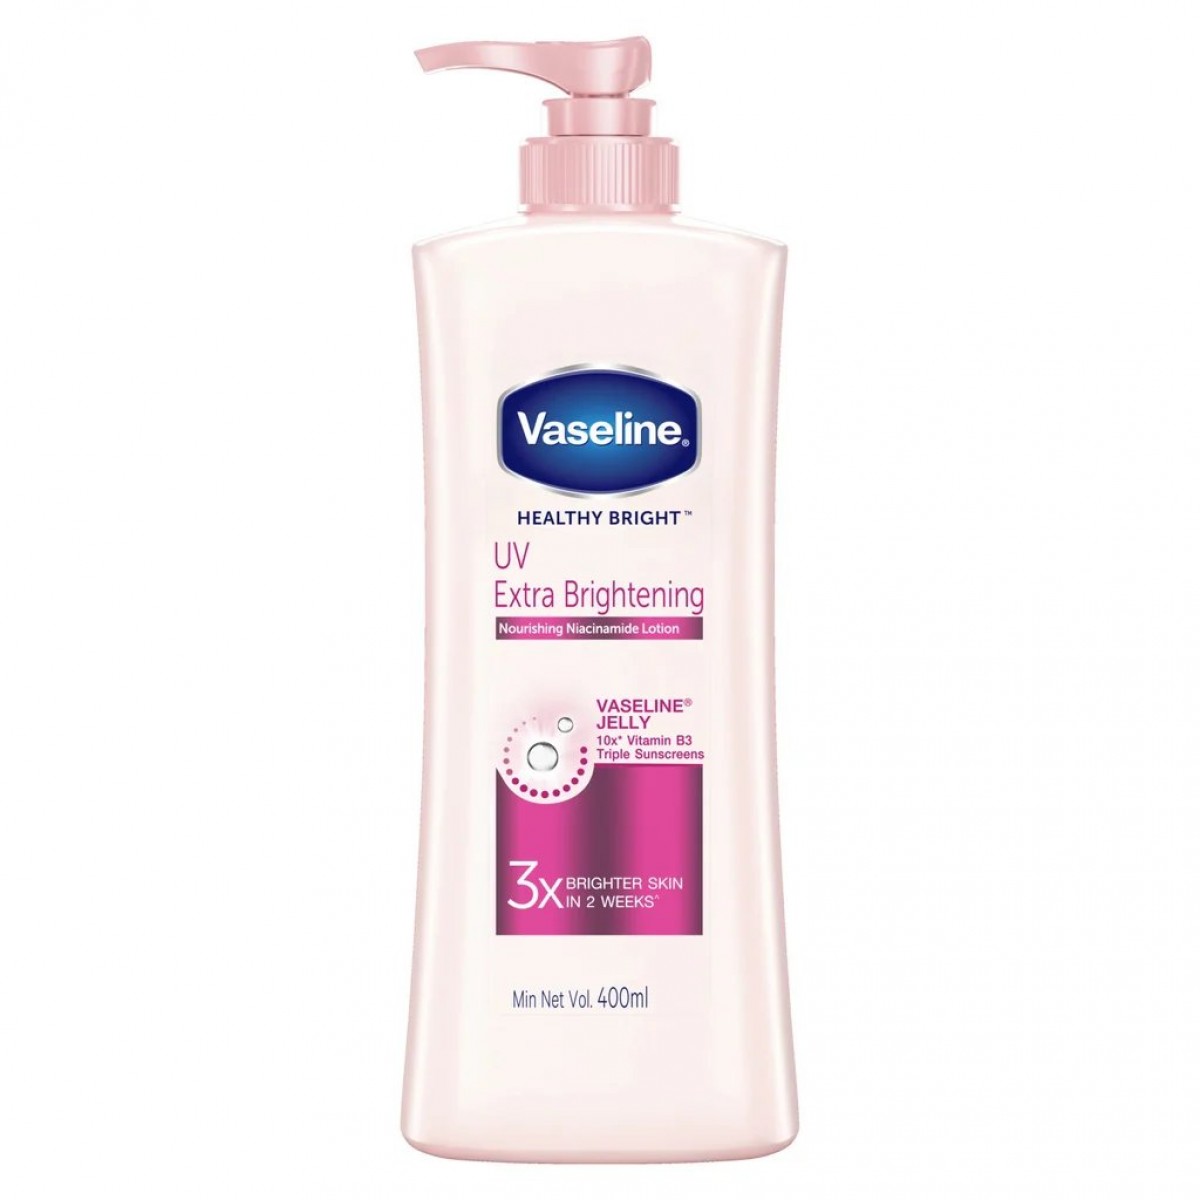 Vaseline®
HEALTHY BRIGHT™
UV
Extra Brightening
Nourishing Niacinamide Lotion
VASELINE®
JELLY
10x* Vitamin B3
Triple Sunscreens
3x BRIGHTER SKIN
IN 2 WEEKS^
Min Net Vol. 400ml